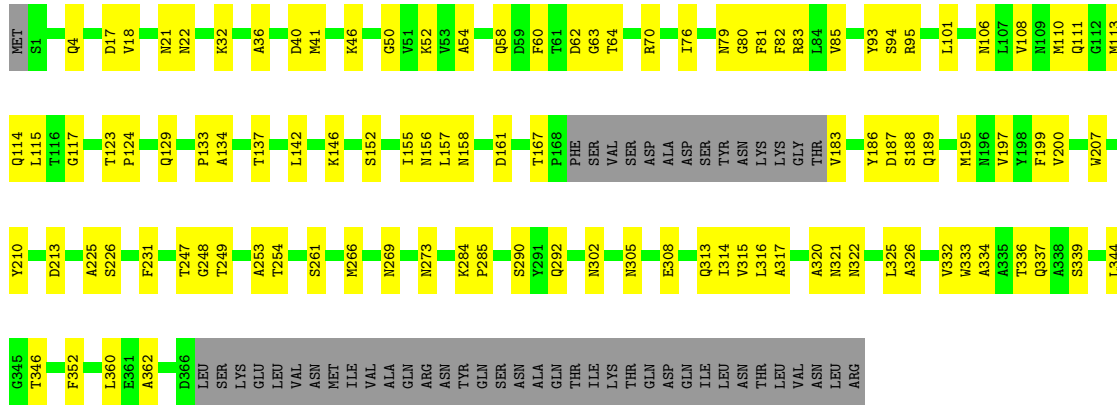 MET S1 Q4 D17 V18 N21 N22 K32 A36 D40 M41 K46 G50 V51 K52 V53 A54 Q58 D59 F60 T61 D62 G63 T64 R70 I76 N79 G80 F81 F82 R83 L84 V85 Y93 S94 R95 L101 N106 L107 V108 N109 M110 Q111 G112 M113
Q114 L115 T116 G117 T123 P124 Q129 P133 A134 T137 L142 K146 S152 I155 N156 L157 N158 D161 T167 P168 PHE SER VAL SER ASP ALA ASP SER TYR ASN LYS LYS GLY THR V183 Y186 D187 S188 Q189 M195 N196 V197 Y198 F199 V200 W207
Y210 D213 A225 S226 F231 T247 G248 T249 A253 T254 S261 M266 N269 N273 K284 P285 S290 Y291 Q292 N302 N305 E308 Q313 I314 V315 L316 A317 A320 N321 N322 L325 A326 V332 W333 A334 A335 T336 Q337 A338 S339 L344
G345 T346 F352 L360 E361 A362 D366 LEU SER LYS GLU LEU VAL ASN MET ILE VAL ALA GLN ARG ASN TYR GLN SER ASN ALA GLN THR ILE LYS THR GLN ASP GLN ILE LEU ASN THR LEU VAL ASN LEU ARG